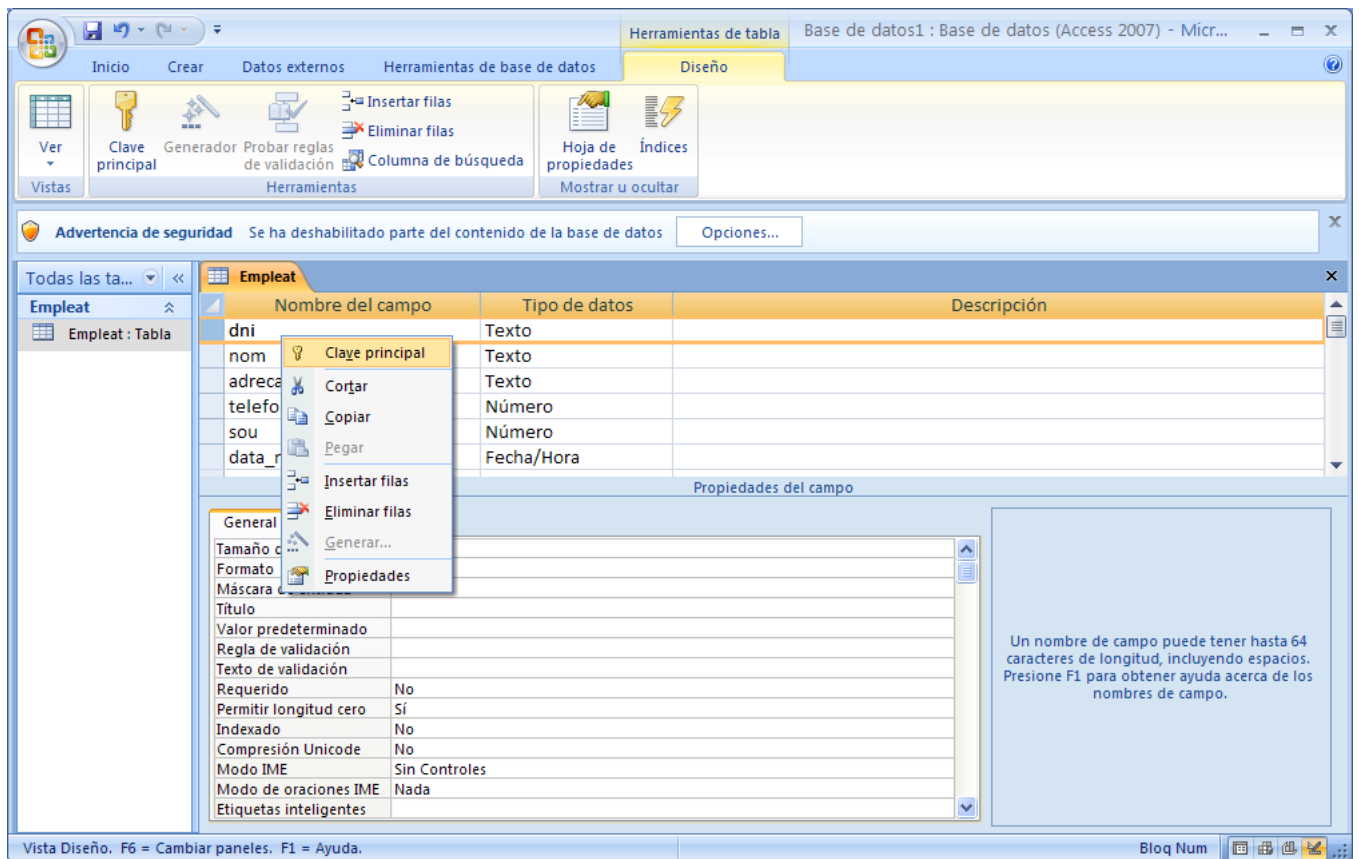 Herramientas de tabla
Base de datos1 : Base de datos (Access 2007) - Micr...
Inicio Crear Datos externos Herramientas de base de datos Diseño
Ver
Vistas
Clave principal
Generador
Probar reglas de validación
Insertar filas
Eliminar filas
Columna de búsqueda
Herramientas
Hoja de propiedades
Índices
Mostrar u ocultar
Advertencia de seguridad Se ha deshabilitado parte del contenido de la base de datos Opciones...
Todas las ta...
Empleat
Empleat : Tabla
Empleat
Nombre del campo Tipo de datos Descripción
dni Texto
nom Texto
adreca Texto
telefo Número
sou Número
data_ Fecha/Hora
Clave principal
Cortar
Copiar
Pegar
Insertar filas
Eliminar filas
Generar...
Propiedades
Propiedades del campo
General
Tamaño
Formato
Máscara
Título
Valor predeterminado
Regla de validación
Texto de validación
Requerido No
Permitir longitud cero Sí
Indexado No
Compresión Unicode No
Modo IME Sin Controles
Modo de oraciones IME Nada
Etiquetas inteligentes
Un nombre de campo puede tener hasta 64
caracteres de longitud, incluyendo espacios.
Presione F1 para obtener ayuda acerca de los
nombres de campo.
Vista Diseño. F6 = Cambiar paneles. F1 = Ayuda.
Bloq Num